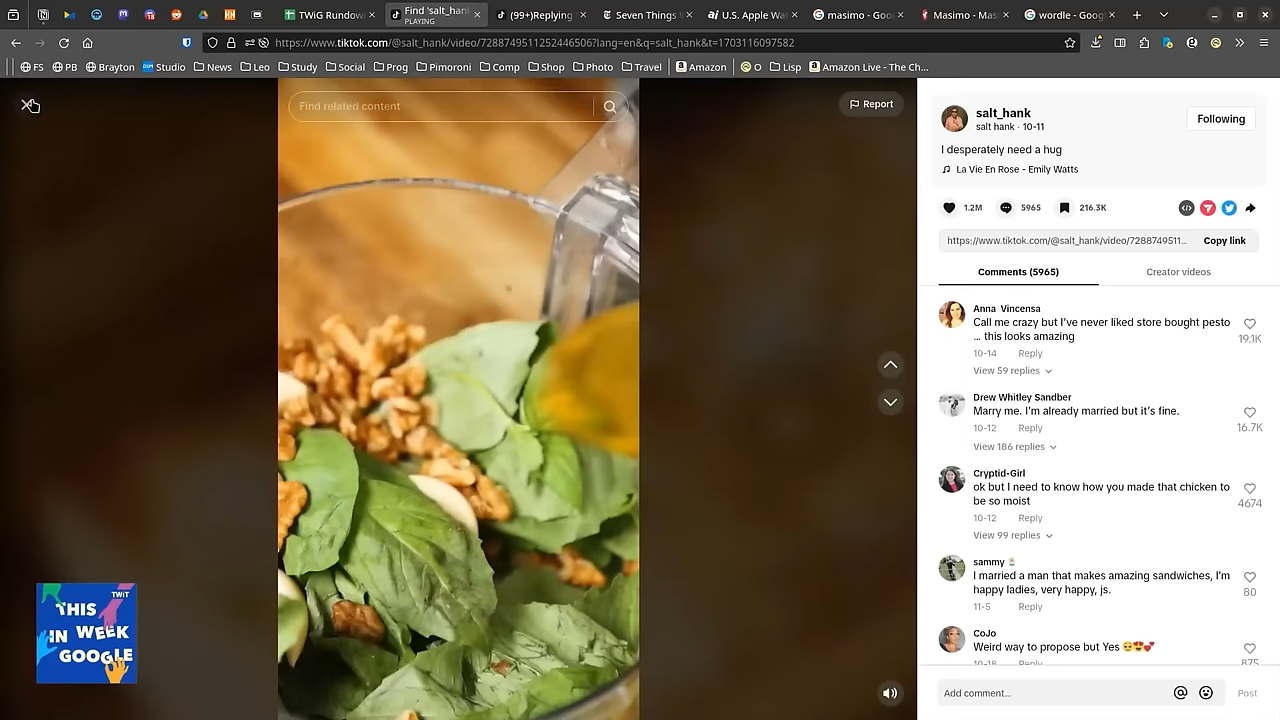 TWiG Rundow
Find 'salt_han
PLAYING
(99+)Replying
Seven Things
U.S. Apple Wat
masimo - Goo
Masimo - Mas
wordle - Goog
https://www.tiktok.com/@salt_hank/video/7288749511252446506?lang=en&q=salt_hank&t=1703116097582
FS
PB
Brayton
Studio
News
Leo
Study
Social
Prog
Pimoroni
Comp
Shop
Photo
Travel
Amazon
O
Lisp
Amazon Live - The Ch...
Find related content
Report
salt_hank
salt hank · 10-11
Following
I desperately need a hug
La Vie En Rose - Emily Watts
1.2M
5965
216.3K
https://www.tiktok.com/@salt_hank/video/7288749511...
Copy link
Comments (5965)
Creator videos
Anna Vincensa
Call me crazy but I've never liked store bought pesto
... this looks amazing
19.1K
10-14 Reply
View 59 replies
Drew Whitley Sandber
Marry me. I'm already married but it's fine.
16.7K
10-12 Reply
View 186 replies
Cryptid-Girl
ok but I need to know how you made that chicken to
be so moist
4674
10-12 Reply
View 99 replies
sammy
I married a man that makes amazing sandwiches, I'm
happy ladies, very happy, js.
80
11-5 Reply
CoJo
Weird way to propose but Yes 🥺😍💕
10-18 Reply
875
Add comment...
Post
TWiT
THIS
IN WEEK
GOOGLE